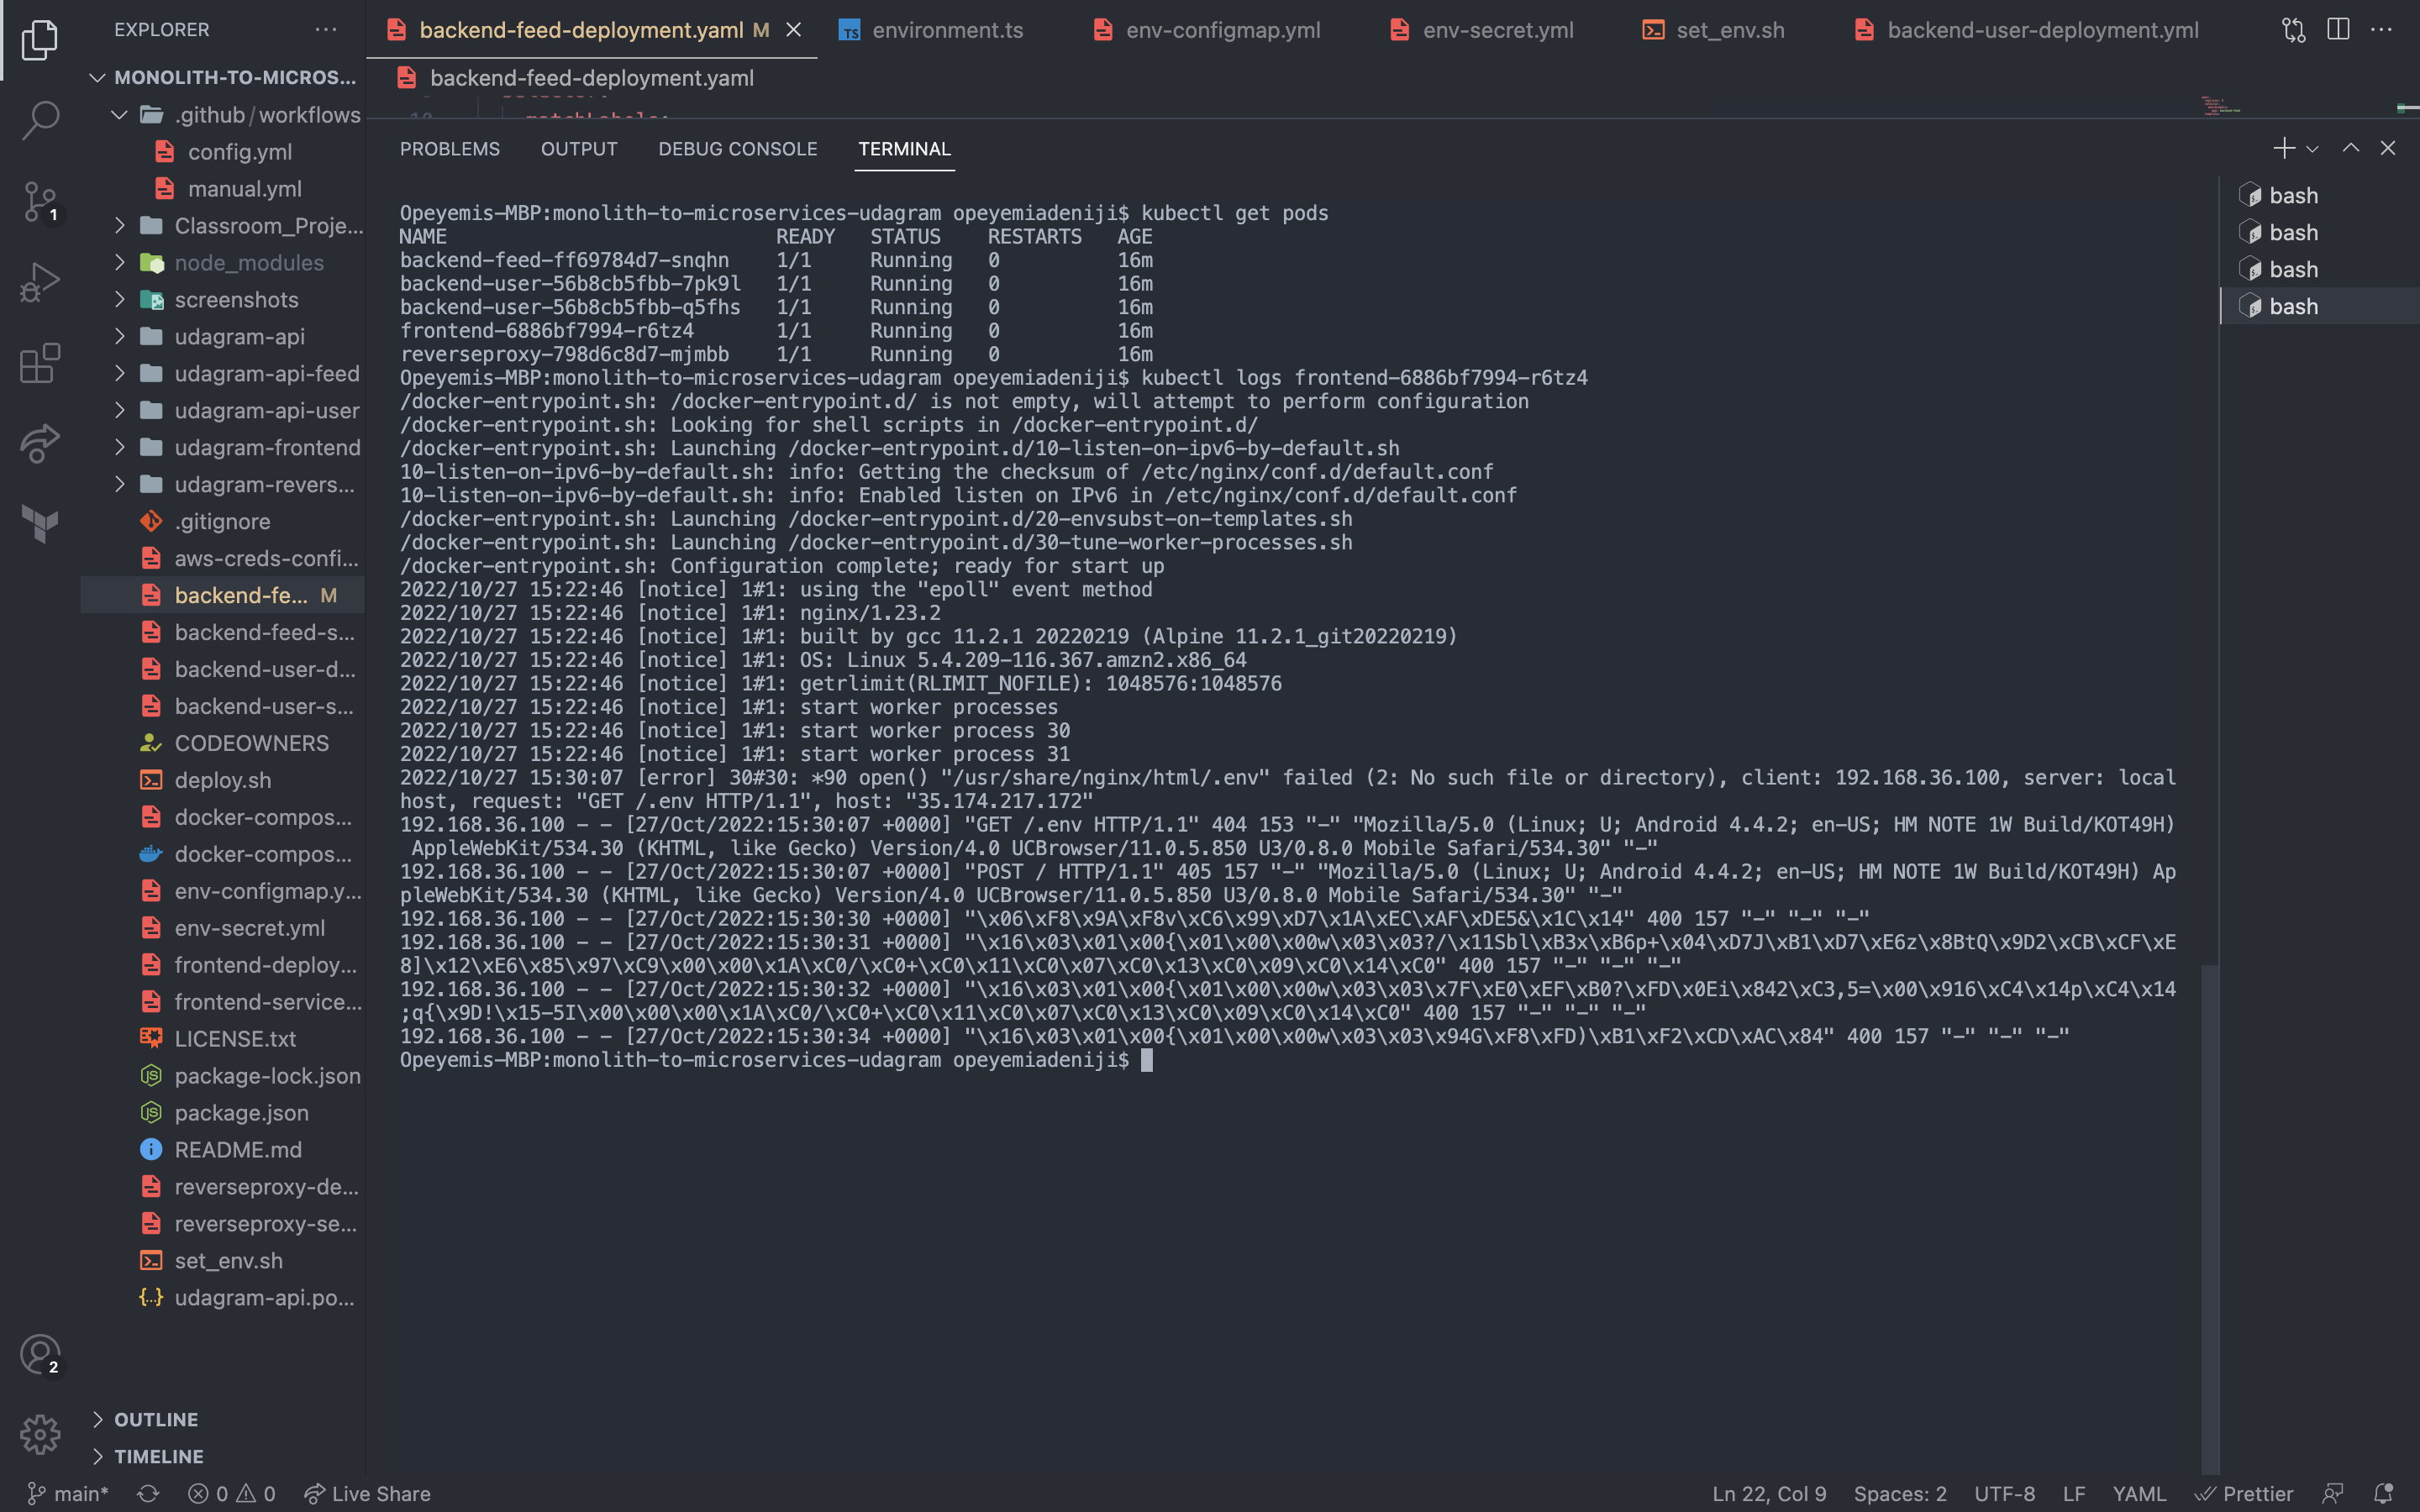 EXPLORER
backend-feed-deployment.yaml M
environment.ts
env-configmap.yml
env-secret.yml
set_env.sh
backend-user-deployment.yml
MONOLITH-TO-MICROS...
backend-feed-deployment.yaml
.github/workflows
config.yml
manual.yml
Classroom_Proje...
node_modules
screenshots
udagram-api
udagram-api-feed
udagram-api-user
udagram-frontend
udagram-revers...
.gitignore
aws-creds-confi...
backend-fe... M
backend-feed-s...
backend-user-d...
backend-user-s...
CODEOWNERS
deploy.sh
docker-compos...
docker-compos...
env-configmap.y...
env-secret.yml
frontend-deploy...
frontend-service...
LICENSE.txt
package-lock.json
package.json
README.md
reverseproxy-de...
reverseproxy-se...
set_env.sh
udagram-api.po...
OUTLINE
TIMELINE
1
2
PROBLEMS OUTPUT DEBUG CONSOLE TERMINAL
Opeyemis-MBP:monolith-to-microservices-udagram opeyemiadeniji$ kubectl get pods
NAME READY STATUS RESTARTS AGE
backend-feed-ff69784d7-snqhn 1/1 Running 0 16m
backend-user-56b8cb5fbb-7pk9l 1/1 Running 0 16m
backend-user-56b8cb5fbb-q5fhs 1/1 Running 0 16m
frontend-6886bf7994-r6tz4 1/1 Running 0 16m
reverseproxy-798d6c8d7-mjmbb 1/1 Running 0 16m
Opeyemis-MBP:monolith-to-microservices-udagram opeyemiadeniji$ kubectl logs frontend-6886bf7994-r6tz4
/docker-entrypoint.sh: /docker-entrypoint.d/ is not empty, will attempt to perform configuration
/docker-entrypoint.sh: Looking for shell scripts in /docker-entrypoint.d/
/docker-entrypoint.sh: Launching /docker-entrypoint.d/10-listen-on-ipv6-by-default.sh
10-listen-on-ipv6-by-default.sh: info: Getting the checksum of /etc/nginx/conf.d/default.conf
10-listen-on-ipv6-by-default.sh: info: Enabled listen on IPv6 in /etc/nginx/conf.d/default.conf
/docker-entrypoint.sh: Launching /docker-entrypoint.d/20-envsubst-on-templates.sh
/docker-entrypoint.sh: Launching /docker-entrypoint.d/30-tune-worker-processes.sh
/docker-entrypoint.sh: Configuration complete; ready for start up
2022/10/27 15:22:46 [notice] 1#1: using the "epoll" event method
2022/10/27 15:22:46 [notice] 1#1: nginx/1.23.2
2022/10/27 15:22:46 [notice] 1#1: built by gcc 11.2.1 20220219 (Alpine 11.2.1_git20220219)
2022/10/27 15:22:46 [notice] 1#1: OS: Linux 5.4.209-116.367.amzn2.x86_64
2022/10/27 15:22:46 [notice] 1#1: getrlimit(RLIMIT_NOFILE): 1048576:1048576
2022/10/27 15:22:46 [notice] 1#1: start worker processes
2022/10/27 15:22:46 [notice] 1#1: start worker process 30
2022/10/27 15:22:46 [notice] 1#1: start worker process 31
2022/10/27 15:30:07 [error] 30#30: *90 open() "/usr/share/nginx/html/.env" failed (2: No such file or directory), client: 192.168.36.100, server: local
host, request: "GET /.env HTTP/1.1", host: "35.174.217.172"
192.168.36.100 - - [27/Oct/2022:15:30:07 +0000] "GET /.env HTTP/1.1" 404 153 "-" "Mozilla/5.0 (Linux; U; Android 4.4.2; en-US; HM NOTE 1W Build/KOT49H)
AppleWebKit/534.30 (KHTML, like Gecko) Version/4.0 UCBrowser/11.0.5.850 U3/0.8.0 Mobile Safari/534.30" "-"
192.168.36.100 - - [27/Oct/2022:15:30:07 +0000] "POST / HTTP/1.1" 405 157 "-" "Mozilla/5.0 (Linux; U; Android 4.4.2; en-US; HM NOTE 1W Build/KOT49H) Ap
pleWebKit/534.30 (KHTML, like Gecko) Version/4.0 UCBrowser/11.0.5.850 U3/0.8.0 Mobile Safari/534.30" "-"
192.168.36.100 - - [27/Oct/2022:15:30:30 +0000] "\x06\xF8\x9A\xF8v\xC6\x99\xD7\x1A\xEC\xAF\xDE5&\x1C\x14" 400 157 "-" "-" "-"
192.168.36.100 - - [27/Oct/2022:15:30:31 +0000] "\x16\x03\x01\x00{\x01\x00\x00w\x03\x03?/\x11Sbl\xB3x\xB6p+\x04\xD7J\xB1\xD7\xE6z\x8BtQ\x9D2\xCB\xCF\xE
8]\x12\xE6\x85\x97\xC9\x00\x00\x1A\xC0/\xC0+\xC0\x11\xC0\x07\xC0\x13\xC0\x09\xC0\x14\xC0" 400 157 "-" "-" "-"
192.168.36.100 - - [27/Oct/2022:15:30:32 +0000] "\x16\x03\x01\x00{\x01\x00\x00w\x03\x03\x7F\xE0\xEF\xB0?\xFD\x0Ei\x842\xC3,5=\x00\x916\xC4\x14p\xC4\x14
;q{\x9D!\x15-5I\x00\x00\x00\x1A\xC0/\xC0+\xC0\x11\xC0\x07\xC0\x13\xC0\x09\xC0\x14\xC0" 400 157 "-" "-" "-"
192.168.36.100 - - [27/Oct/2022:15:30:34 +0000] "\x16\x03\x01\x00{\x01\x00\x00w\x03\x03\x94G\xF8\xFD)\xB1\xF2\xCD\xAC\x84" 400 157 "-" "-" "-"
Opeyemis-MBP:monolith-to-microservices-udagram opeyemiadeniji$
bash
bash
bash
bash
main* 0 0 Live Share Ln 22, Col 9 Spaces: 2 UTF-8 LF YAML Prettier